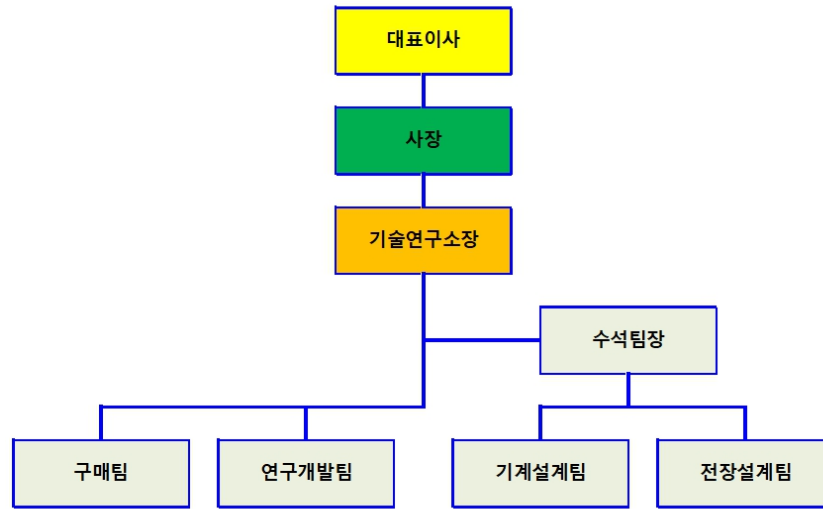 대표이사
사장
기술연구소장
수석팀장
구매팀
연구개발팀
기계설계팀
전장설계팀